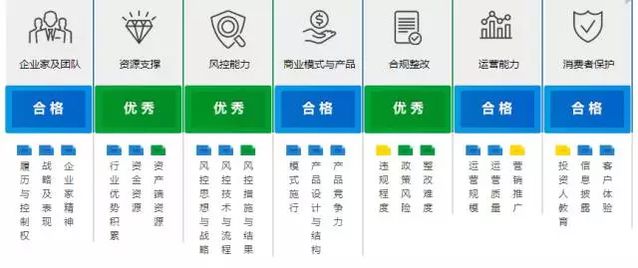 企业家及团队
资源支撑
风控能力
商业模式与产品
合规整改
运营能力
消费者保护
合格
优秀
优秀
合格
优秀
合格
合格
履历与控制权
战略及表现
企业家精神
行业优势积累
资金资源
资产端资源
风控思想与战略
风控技术与流程
风控措施与结果
模式施行
产品设计与结构
产品竞争力
违规程度
政策风险
整改难度
运营规模
运营质量
营销推广
投资人教育
信息披露
客户体验